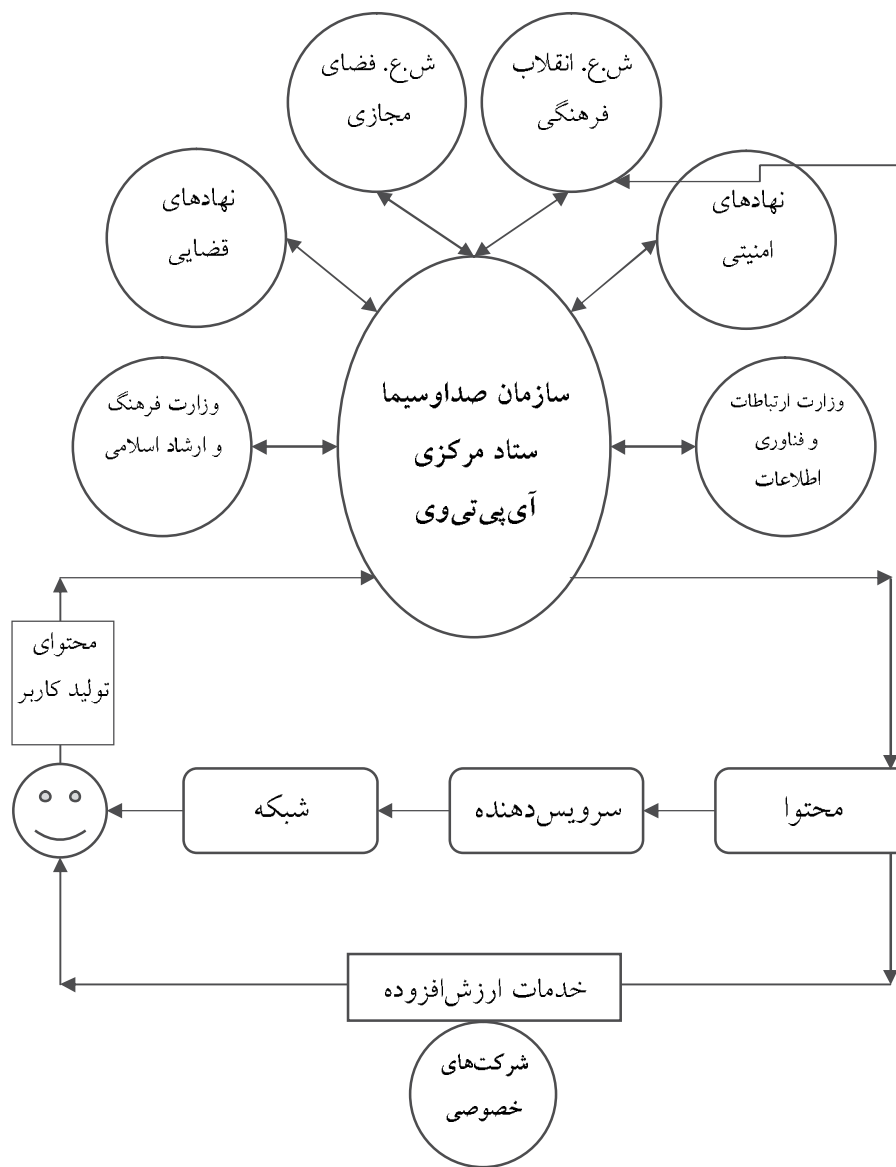 ش.ع. انقلاب
فرهنگی
ش.ع. فضای
مجازی
نهادهای
امنیتی
نهادهای
قضایی
سازمان صداوسیما
ستاد مرکزی
آی‌پی‌تی‌وی
وزارت ارتباطات
و فناوری
اطلاعات
وزارت فرهنگ
و ارشاد اسلامی
محتوای
تولید کاربر
محتوا
سرویس‌دهنده
شبکه
خدمات ارزش‌افزوده
شرکت‌های
خصوصی